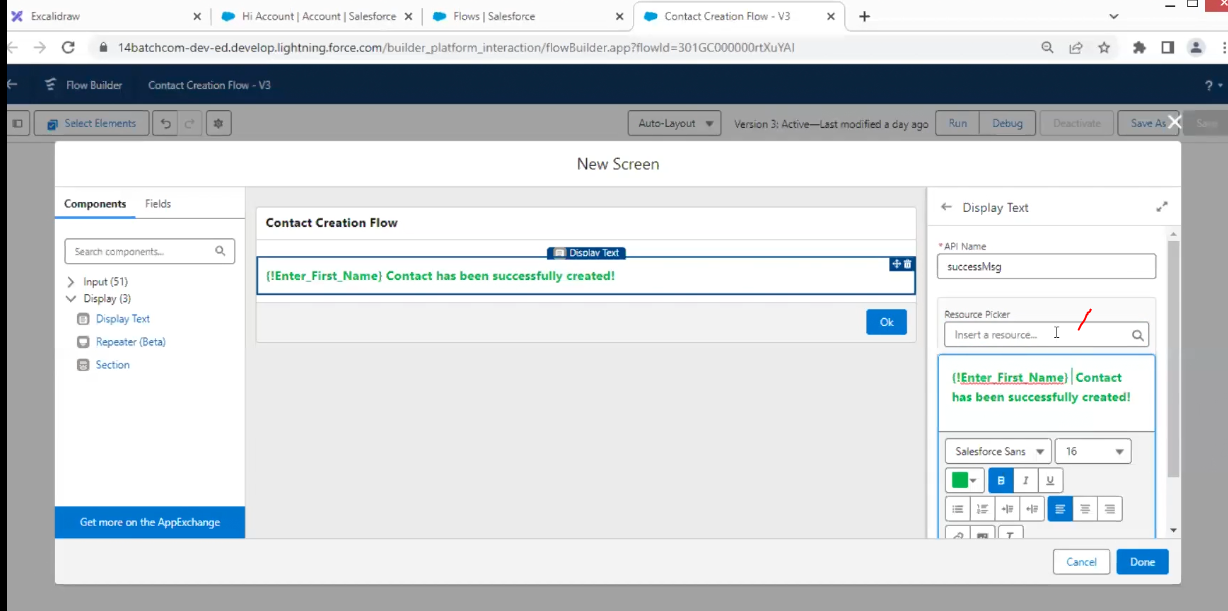 Excalidraw
Hi Account | Account | Salesforce
Flows | Salesforce
Contact Creation Flow - V3
14batchcom-dev-ed.develop.lightning.force.com/builder_platform_interaction/flowBuilder.app?flowId=301GC000000rtXuYAI
Flow Builder
Contact Creation Flow - V3
?
Select Elements
Auto-Layout
Version 3: Active—Last modified a day ago
Run
Debug
Deactivate
Save As
Save
New Screen
Components
Fields
Search components...
Input (51)
Display (3)
Display Text
Repeater (Beta)
Section
Get more on the AppExchange
Contact Creation Flow
Display Text
{!Enter_First_Name} Contact has been successfully created!
Ok
Display Text
*API Name
successMsg
Resource Picker
Insert a resource...
{!Enter_First_Name} Contact
has been successfully created!
Salesforce Sans
16
B
I
U
Cancel
Done